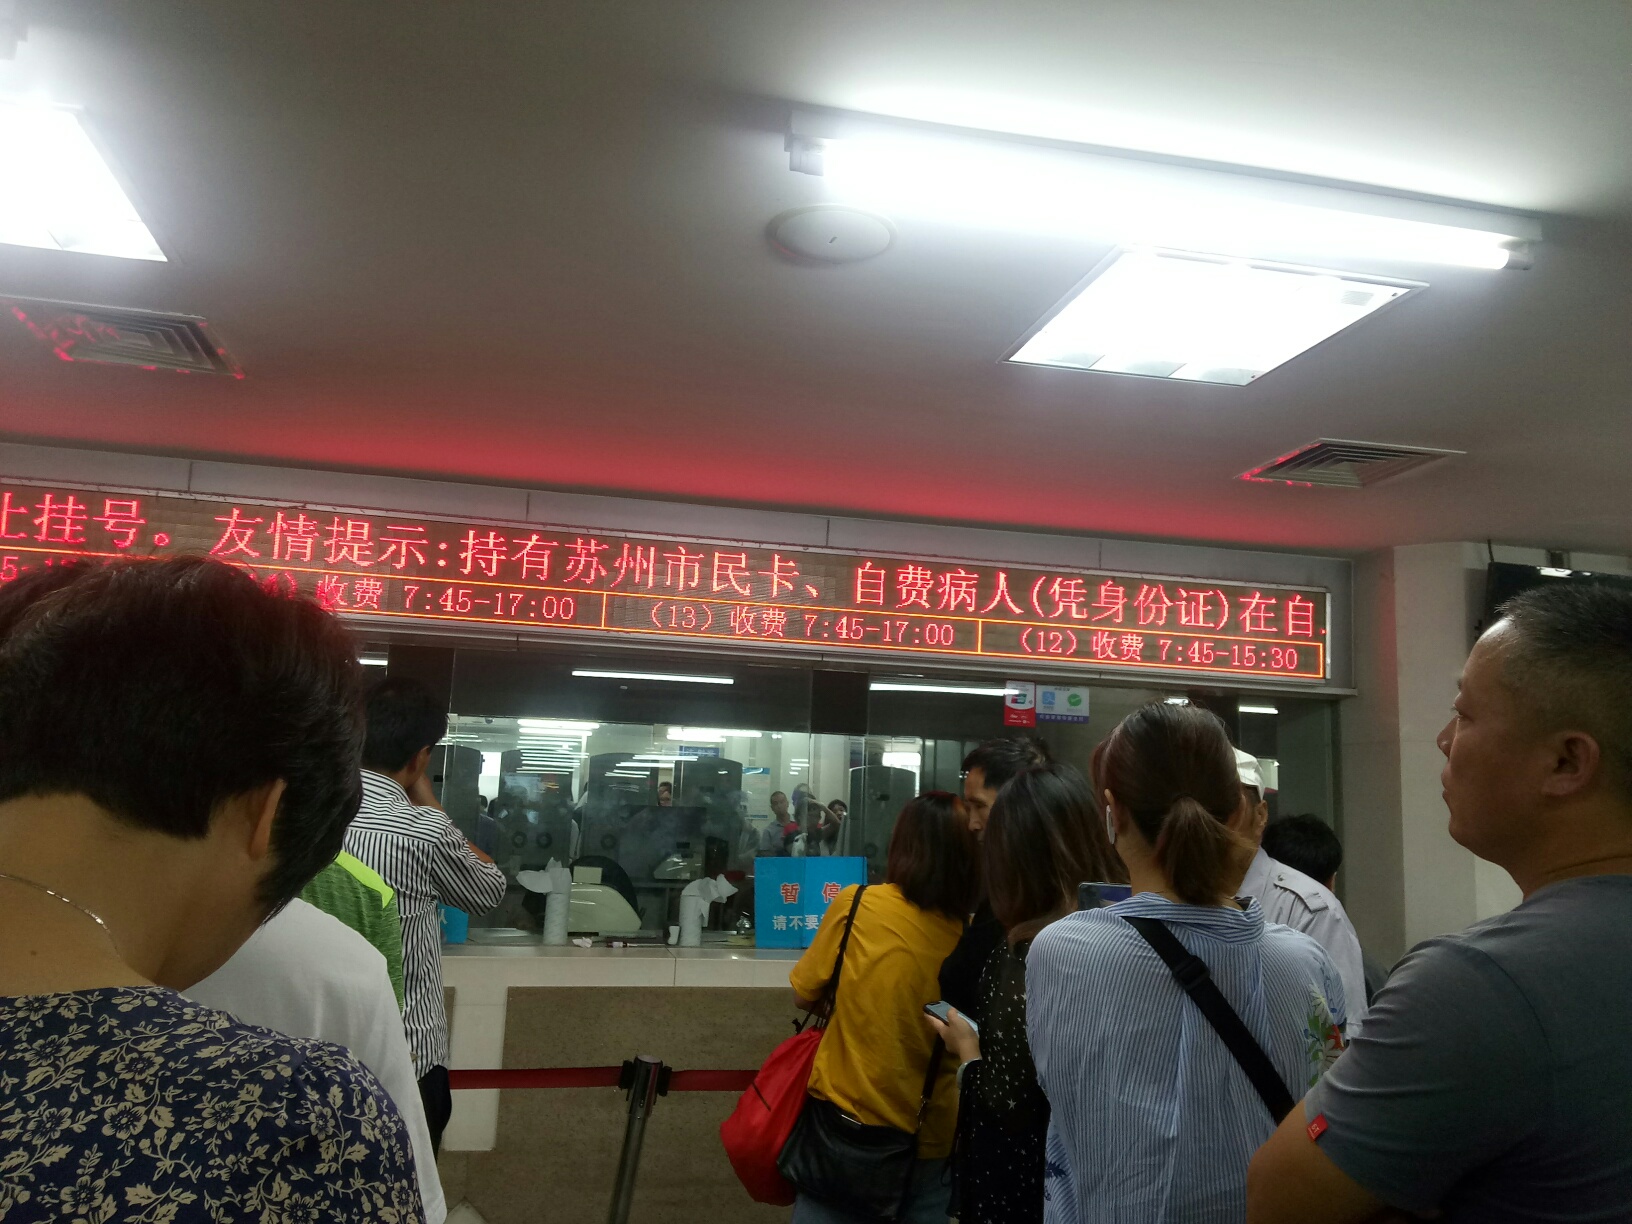 止挂号。友情提示:持有苏州市民卡、自费病人(凭身份证)在自
收费 7:45-17:00
(13) 收费 7:45-17:00
(12) 收费 7:45-15:30
暂 停
请不要